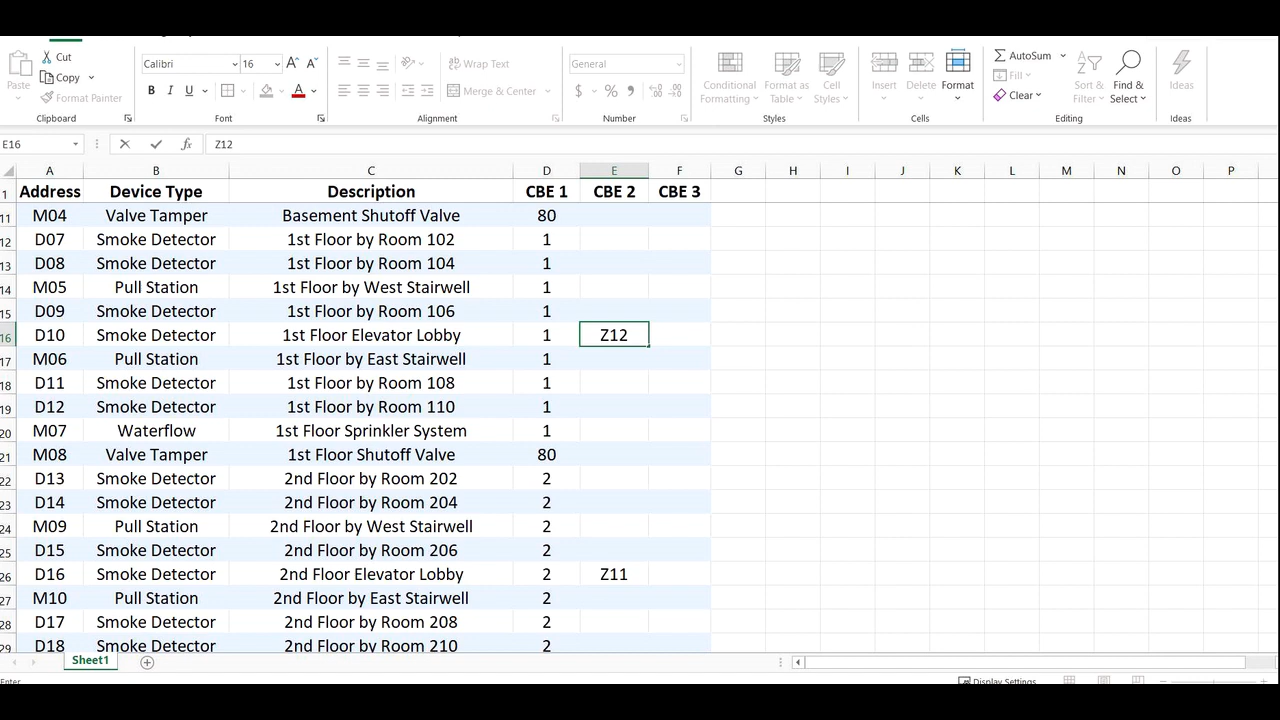 Cut
Copy
Format Painter
Paste
Clipboard
Calibri 16 A A
B I U A
Font
Wrap Text
Merge & Center
Alignment
General
$ % ,
Number
Conditional Formatting
Format as Table
Cell Styles
Styles
Insert
Delete
Format
Cells
AutoSum
Fill
Clear
Sort & Filter
Find & Select
Editing
Ideas
Ideas
E16 fx Z12
A B C D E F G H I J K L M N O P
1 Address Device Type Description CBE 1 CBE 2 CBE 3
11 M04 Valve Tamper Basement Shutoff Valve 80
12 D07 Smoke Detector 1st Floor by Room 102 1
13 D08 Smoke Detector 1st Floor by Room 104 1
14 M05 Pull Station 1st Floor by West Stairwell 1
15 D09 Smoke Detector 1st Floor by Room 106 1
16 D10 Smoke Detector 1st Floor Elevator Lobby 1 Z12
17 M06 Pull Station 1st Floor by East Stairwell 1
18 D11 Smoke Detector 1st Floor by Room 108 1
19 D12 Smoke Detector 1st Floor by Room 110 1
20 M07 Waterflow 1st Floor Sprinkler System 1
21 M08 Valve Tamper 1st Floor Shutoff Valve 80
22 D13 Smoke Detector 2nd Floor by Room 202 2
23 D14 Smoke Detector 2nd Floor by Room 204 2
24 M09 Pull Station 2nd Floor by West Stairwell 2
25 D15 Smoke Detector 2nd Floor by Room 206 2
26 D16 Smoke Detector 2nd Floor Elevator Lobby 2 Z11
27 M10 Pull Station 2nd Floor by East Stairwell 2
28 D17 Smoke Detector 2nd Floor by Room 208 2
29 D18 Smoke Detector 2nd Floor by Room 210 2
Sheet1
Enter Display Settings